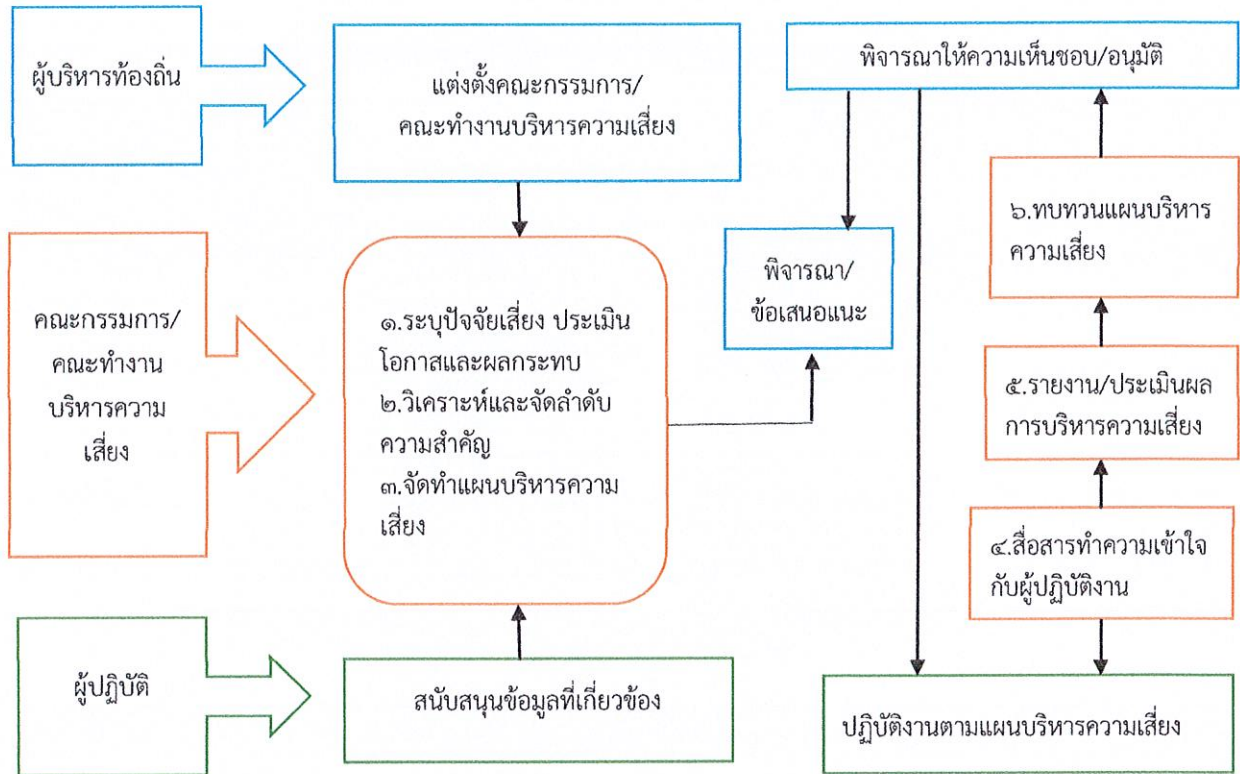 ผู้บริหารท้องถิ่น
แต่งตั้งคณะกรรมการ/
คณะทำงานบริหารความเสี่ยง
พิจารณาให้ความเห็นชอบ/อนุมัติ
คณะกรรมการ/
คณะทำงาน
บริหารความ
เสี่ยง
๑.ระบุปัจจัยเสี่ยง ประเมิน
โอกาสและผลกระทบ
๒.วิเคราะห์และจัดลำดับ
ความสำคัญ
๓.จัดทำแผนบริหารความ
เสี่ยง
พิจารณา/
ข้อเสนอแนะ
๖.ทบทวนแผนบริหาร
ความเสี่ยง
๕.รายงาน/ประเมินผล
การบริหารความเสี่ยง
๔.สื่อสารทำความเข้าใจ
กับผู้ปฏิบัติงาน
ผู้ปฏิบัติ
สนับสนุนข้อมูลที่เกี่ยวข้อง
ปฏิบัติงานตามแผนบริหารความเสี่ยง